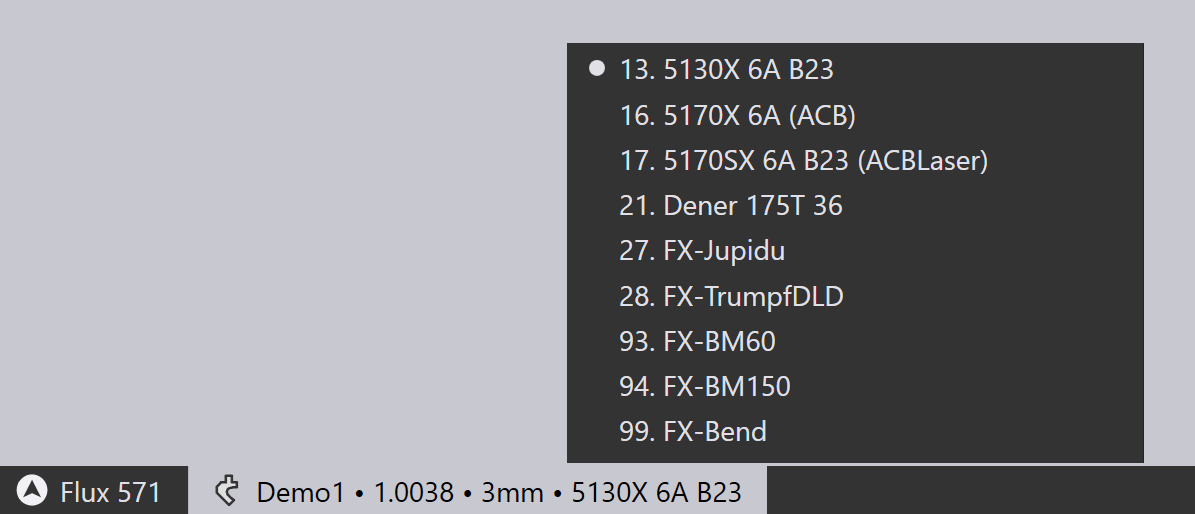 13. 5130X 6A B23
16. 5170X 6A (ACB)
17. 5170SX 6A B23 (ACBLaser)
21. Dener 175T 36
27. FX-Jupidu
28. FX-TrumpfDLD
93. FX-BM60
94. FX-BM150
99. FX-Bend
Flux 571
Demo1 • 1.0038 • 3mm • 5130X 6A B23